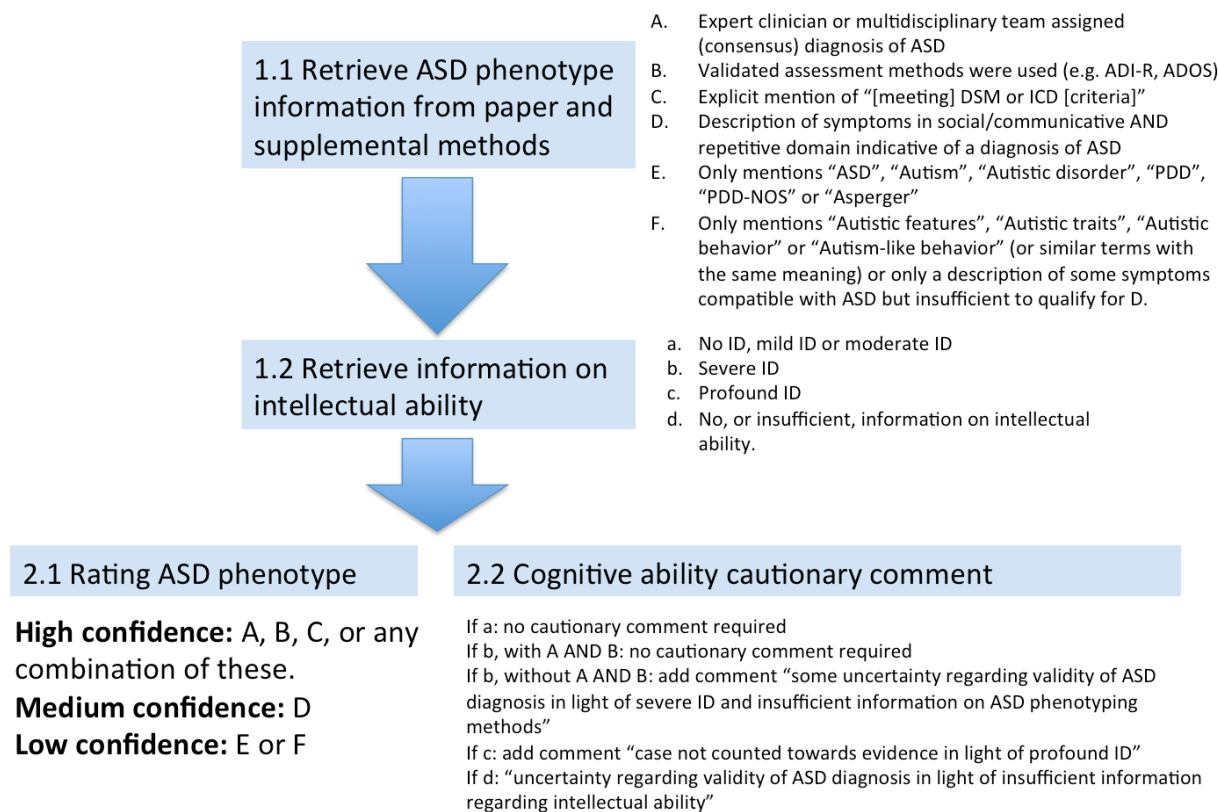 1.1 Retrieve ASD phenotype
information from paper and
supplemental methods
A. Expert clinician or multidisciplinary team assigned
(consensus) diagnosis of ASD
B. Validated assessment methods were used (e.g. ADI-R, ADOS)
C. Explicit mention of “[meeting] DSM or ICD [criteria]”
D. Description of symptoms in social/communicative AND
repetitive domain indicative of a diagnosis of ASD
E. Only mentions “ASD”, “Autism”, “Autistic disorder”, “PDD”,
“PDD-NOS” or “Asperger”
F. Only mentions “Autistic features”, “Autistic traits”, “Autistic
behavior” or “Autism-like behavior” (or similar terms with
the same meaning) or only a description of some symptoms
compatible with ASD but insufficient to qualify for D.
1.2 Retrieve information on
intellectual ability
a. No ID, mild ID or moderate ID
b. Severe ID
c. Profound ID
d. No, or insufficient, information on intellectual
ability.
2.1 Rating ASD phenotype
High confidence: A, B, C, or any
combination of these.
Medium confidence: D
Low confidence: E or F
2.2 Cognitive ability cautionary comment
If a: no cautionary comment required
If b, with A AND B: no cautionary comment required
If b, without A AND B: add comment “some uncertainty regarding validity of ASD
diagnosis in light of severe ID and insufficient information on ASD phenotyping
methods”
If c: add comment “case not counted towards evidence in light of profound ID”
If d: “uncertainty regarding validity of ASD diagnosis in light of insufficient information
regarding intellectual ability”